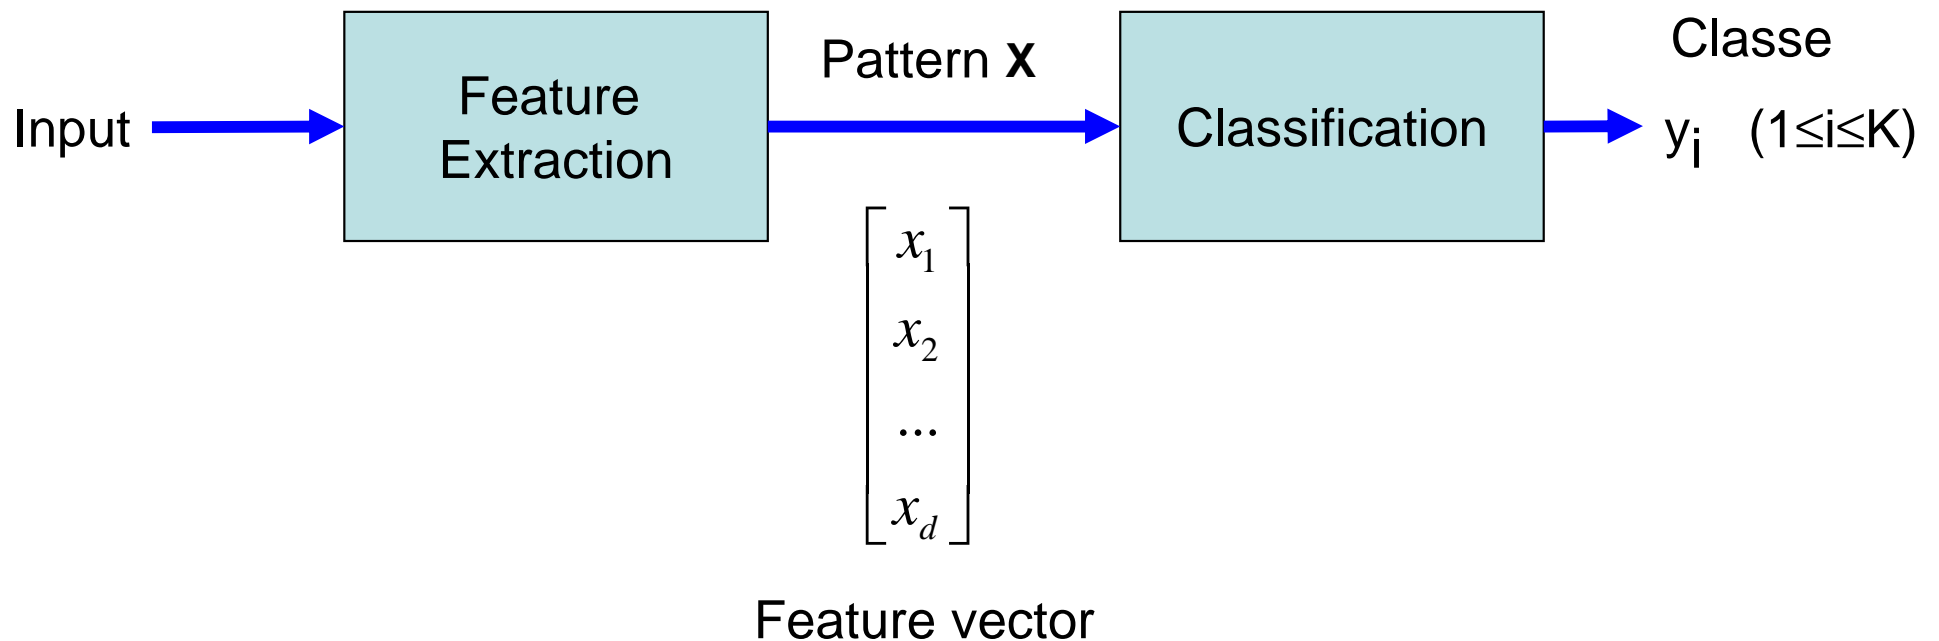 Input
Feature
Extraction
Pattern X
x1
x2
...
xd
Feature vector
Classification
Classe
yi (1≤i≤K)